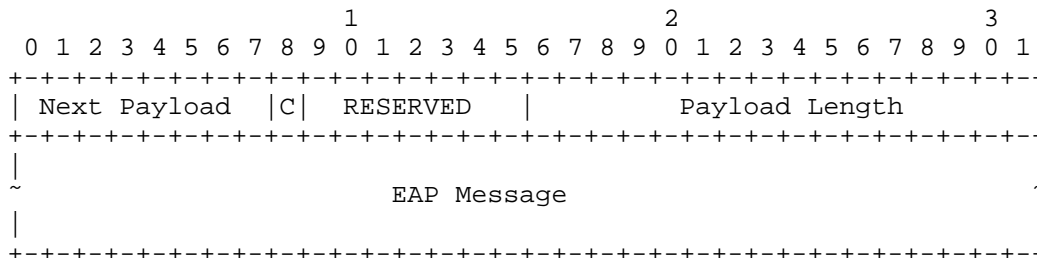 1                   2                   3
 0 1 2 3 4 5 6 7 8 9 0 1 2 3 4 5 6 7 8 9 0 1 2 3 4 5 6 7 8 9 0 1
+-+-+-+-+-+-+-+-+-+-+-+-+-+-+-+-+-+-+-+-+-+-+-+-+-+-+-+-+-+-+-+-
| Next Payload  |C|  RESERVED   |         Payload Length
+-+-+-+-+-+-+-+-+-+-+-+-+-+-+-+-+-+-+-+-+-+-+-+-+-+-+-+-+-+-+-+-
|
~                       EAP Message                             ~
|
+-+-+-+-+-+-+-+-+-+-+-+-+-+-+-+-+-+-+-+-+-+-+-+-+-+-+-+-+-+-+-+-